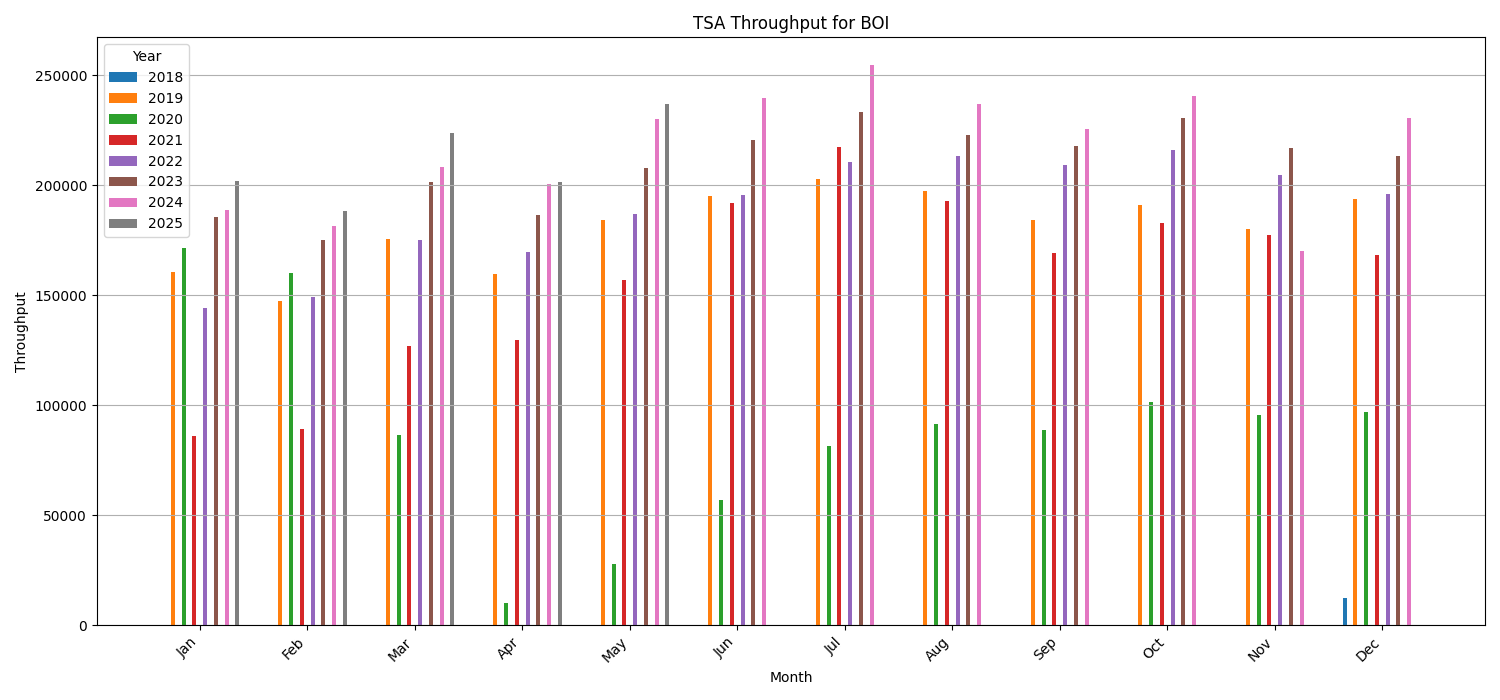 TSA Throughput for BOI
Year
2018
2019
2020
2021
2022
2023
2024
2025
Throughput
250000
200000
150000
100000
50000
0
Jan
Feb
Mar
Apr
May
Jun
Jul
Aug
Sep
Oct
Nov
Dec
Month